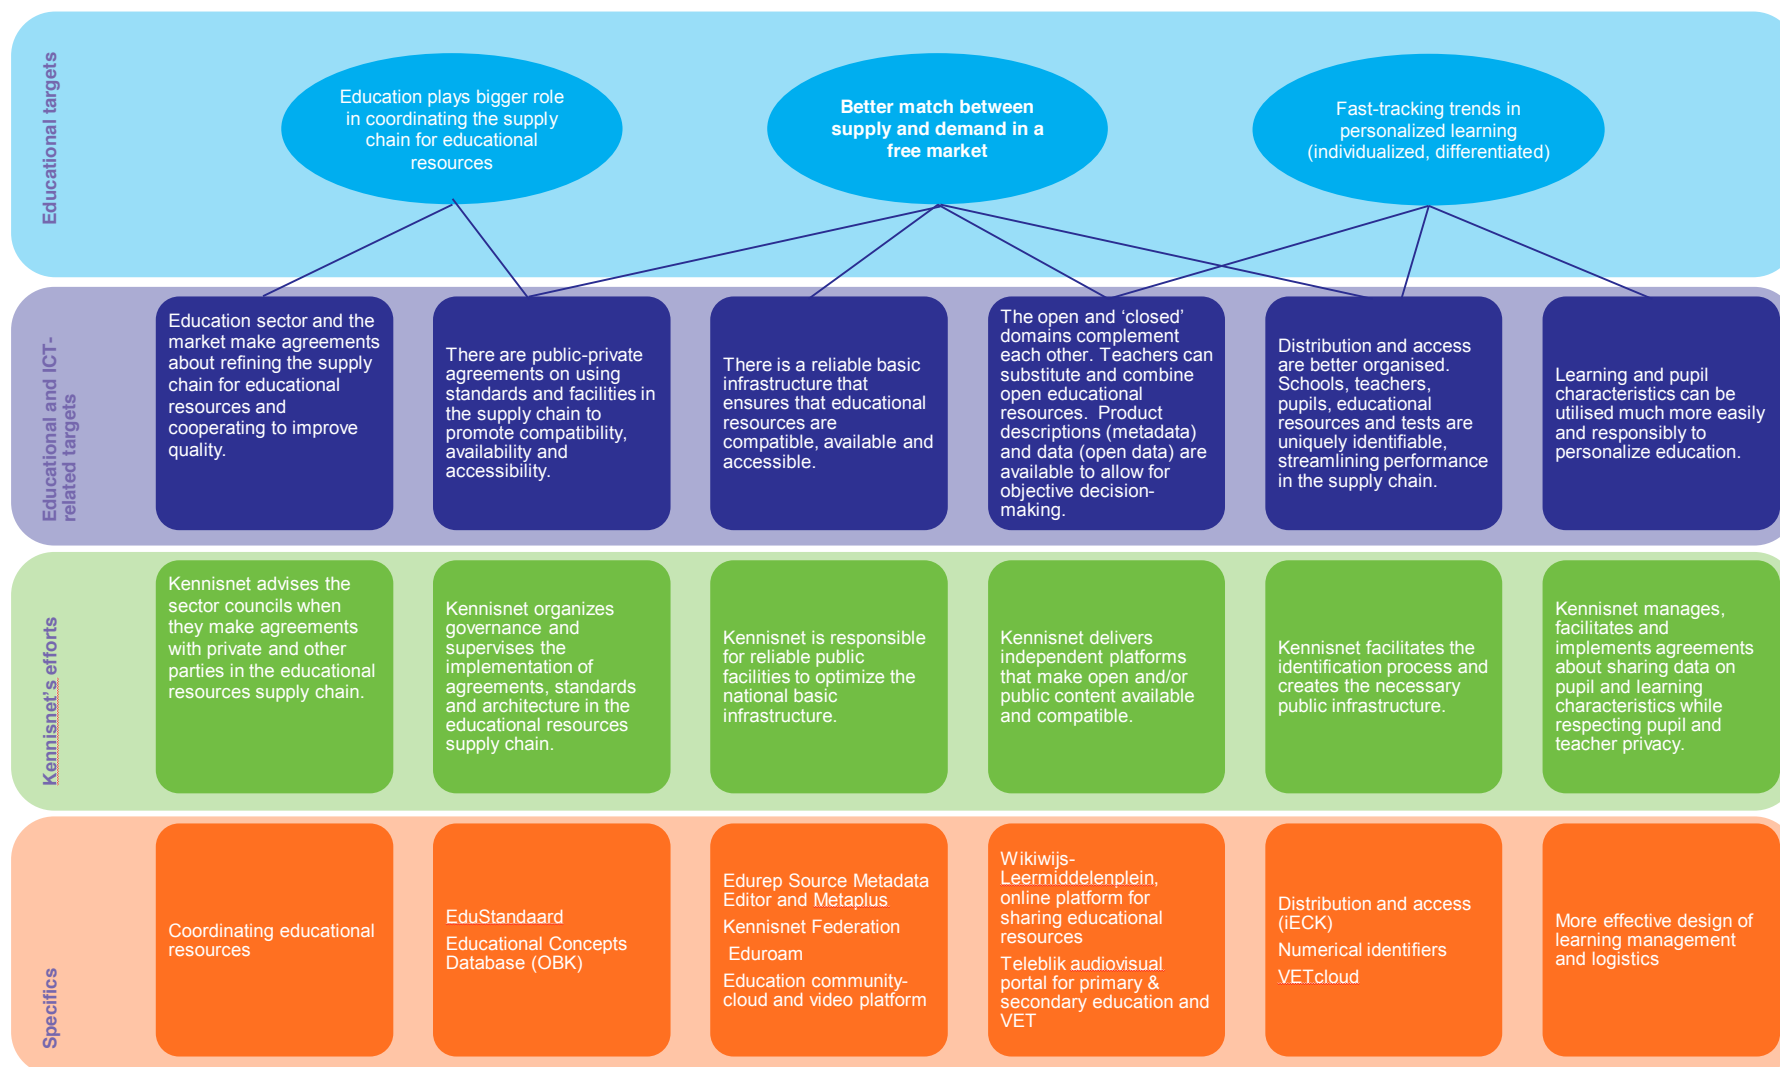 Educational targets
Education plays bigger role
in coordinating the supply
chain for educational
resources
Better match between
supply and demand in a
free market
Fast-tracking trends in
personalized learning
(individualized, differentiated)
Educational and ICT-
related targets
Education sector and the
market make agreements
about refining the supply
chain for educational
resources and
cooperating to improve
quality.
There are public-private
agreements on using
standards and facilities in
the supply chain to
promote compatibility,
availability and
accessibility.
There is a reliable basic
infrastructure that
ensures that educational
resources are
compatible, available and
accessible.
The open and ‘closed’
domains complement
each other. Teachers can
substitute and combine
open educational
resources. Product
descriptions (metadata)
and data (open data) are
available to allow for
objective decision-
making.
Distribution and access
are better organised.
Schools, teachers,
pupils, educational
resources and tests are
uniquely identifiable,
streamlining performance
in the supply chain.
Learning and pupil
characteristics can be
utilised much more easily
and responsibly to
personalize education.
Kennisnet’s efforts
Kennisnet advises the
sector councils when
they make agreements
with private and other
parties in the educational
resources supply chain.
Kennisnet organizes
governance and
supervises the
implementation of
agreements, standards
and architecture in the
educational resources
supply chain.
Kennisnet is responsible
for reliable public
facilities to optimize the
national basic
infrastructure.
Kennisnet delivers
independent platforms
that make open and/or
public content available
and compatible.
Kennisnet facilitates the
identification process and
creates the necessary
public infrastructure.
Kennisnet manages,
facilitates and
implements agreements
about sharing data on
pupil and learning
characteristics while
respecting pupil and
teacher privacy.
Specifics
Coordinating educational
resources
EduStandaard
Educational Concepts
Database (OBK)
Edurep Source Metadata
Editor and Metaplus
Kennisnet Federation
Eduroam
Education community-
cloud and video platform
Wikiwijs-
Leermiddelenplein,
online platform for
sharing educational
resources
Teleblik audiovisual
portal for primary &
secondary education and
VET
Distribution and access
(iECK)
Numerical identifiers
VETcloud
More effective design of
learning management
and logistics